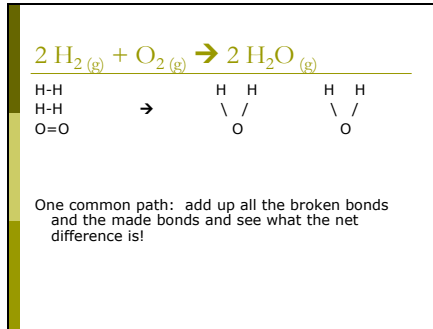 2 H₂ (g) + O₂ (g) ➔ 2 H₂O (g)
H-H H H H H
H-H ➔ \ / \ /
O=O O O
One common path: add up all the broken bonds
and the made bonds and see what the net
difference is!